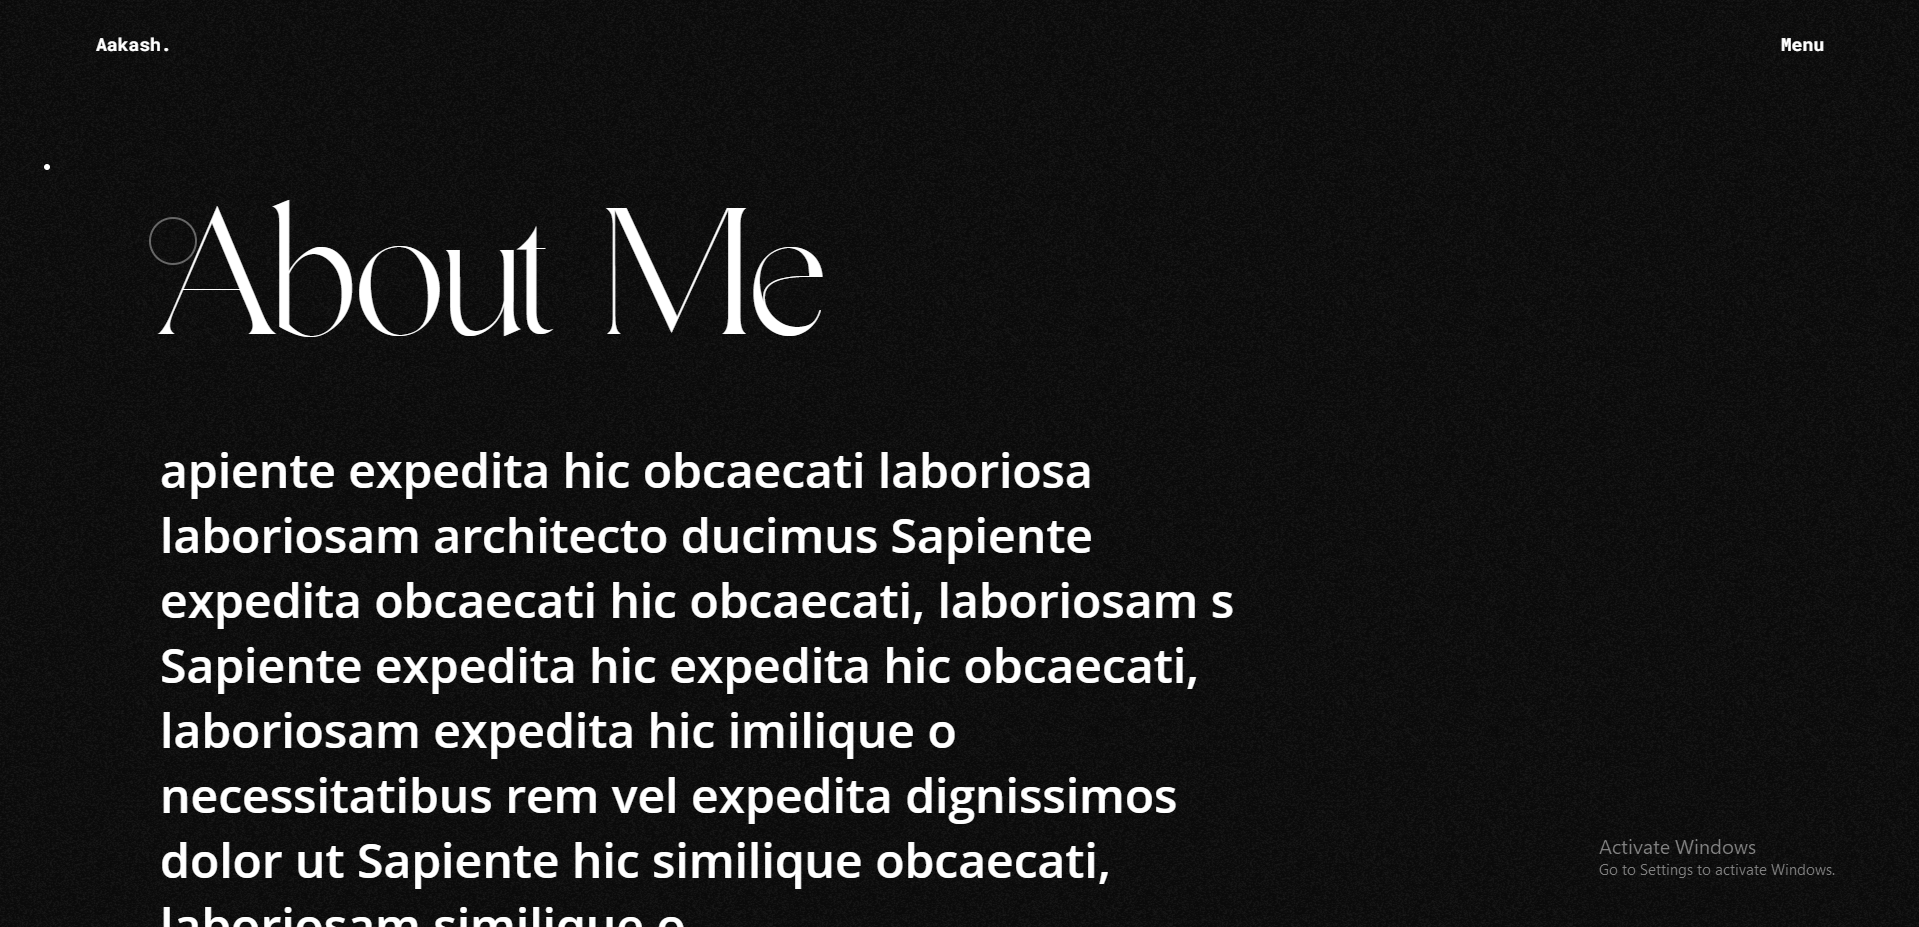 Aakash.
Menu
About Me
apiente expedita hic obcaecati laboriosa
laboriosam architecto ducimus Sapiente
expedita obcaecati hic obcaecati, laboriosam s
Sapiente expedita hic expedita hic obcaecati,
laboriosam expedita hic imilique o
necessitatibus rem vel expedita dignissimos
dolor ut Sapiente hic similique obcaecati,
laboriosam similique o
Activate Windows
Go to Settings to activate Windows.